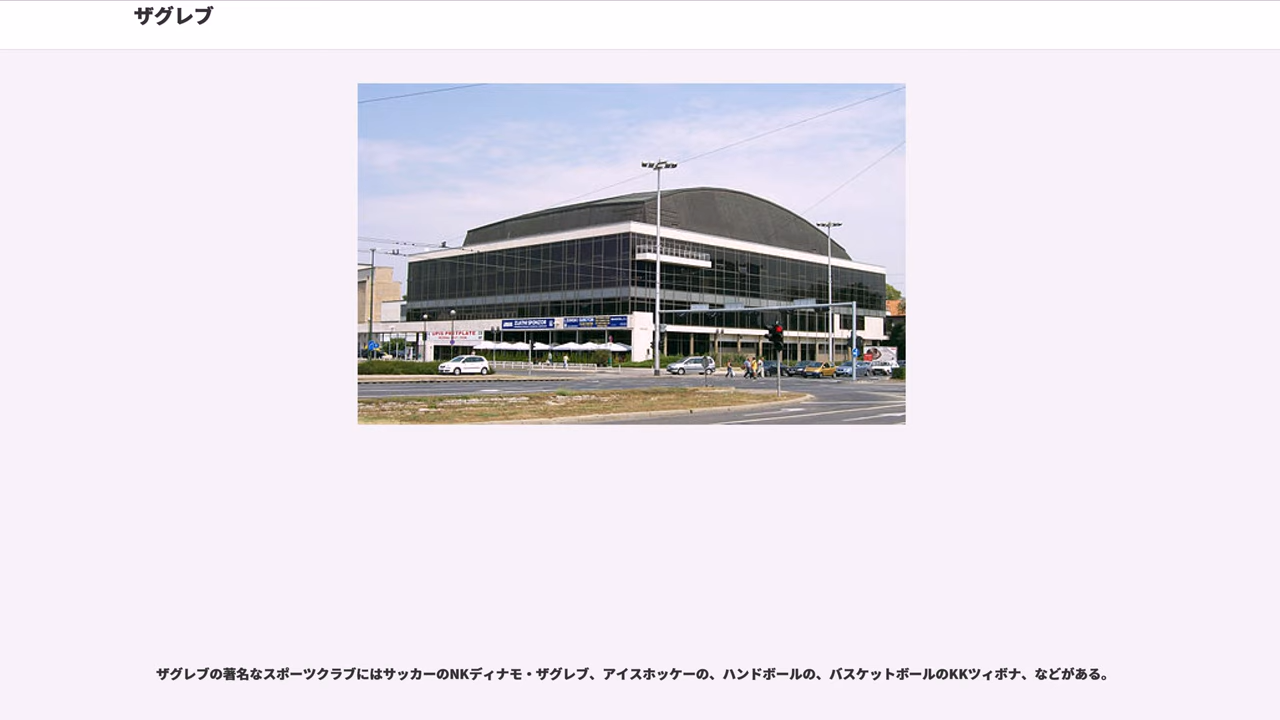 ザグレブ
UPIS PRETPLATE
ザグレブの著名なスポーツクラブにはサッカーのNKディナモ・ザグレブ、アイスホッケーの、ハンドボールの、バスケットボールのKKツィボナ、などがある。